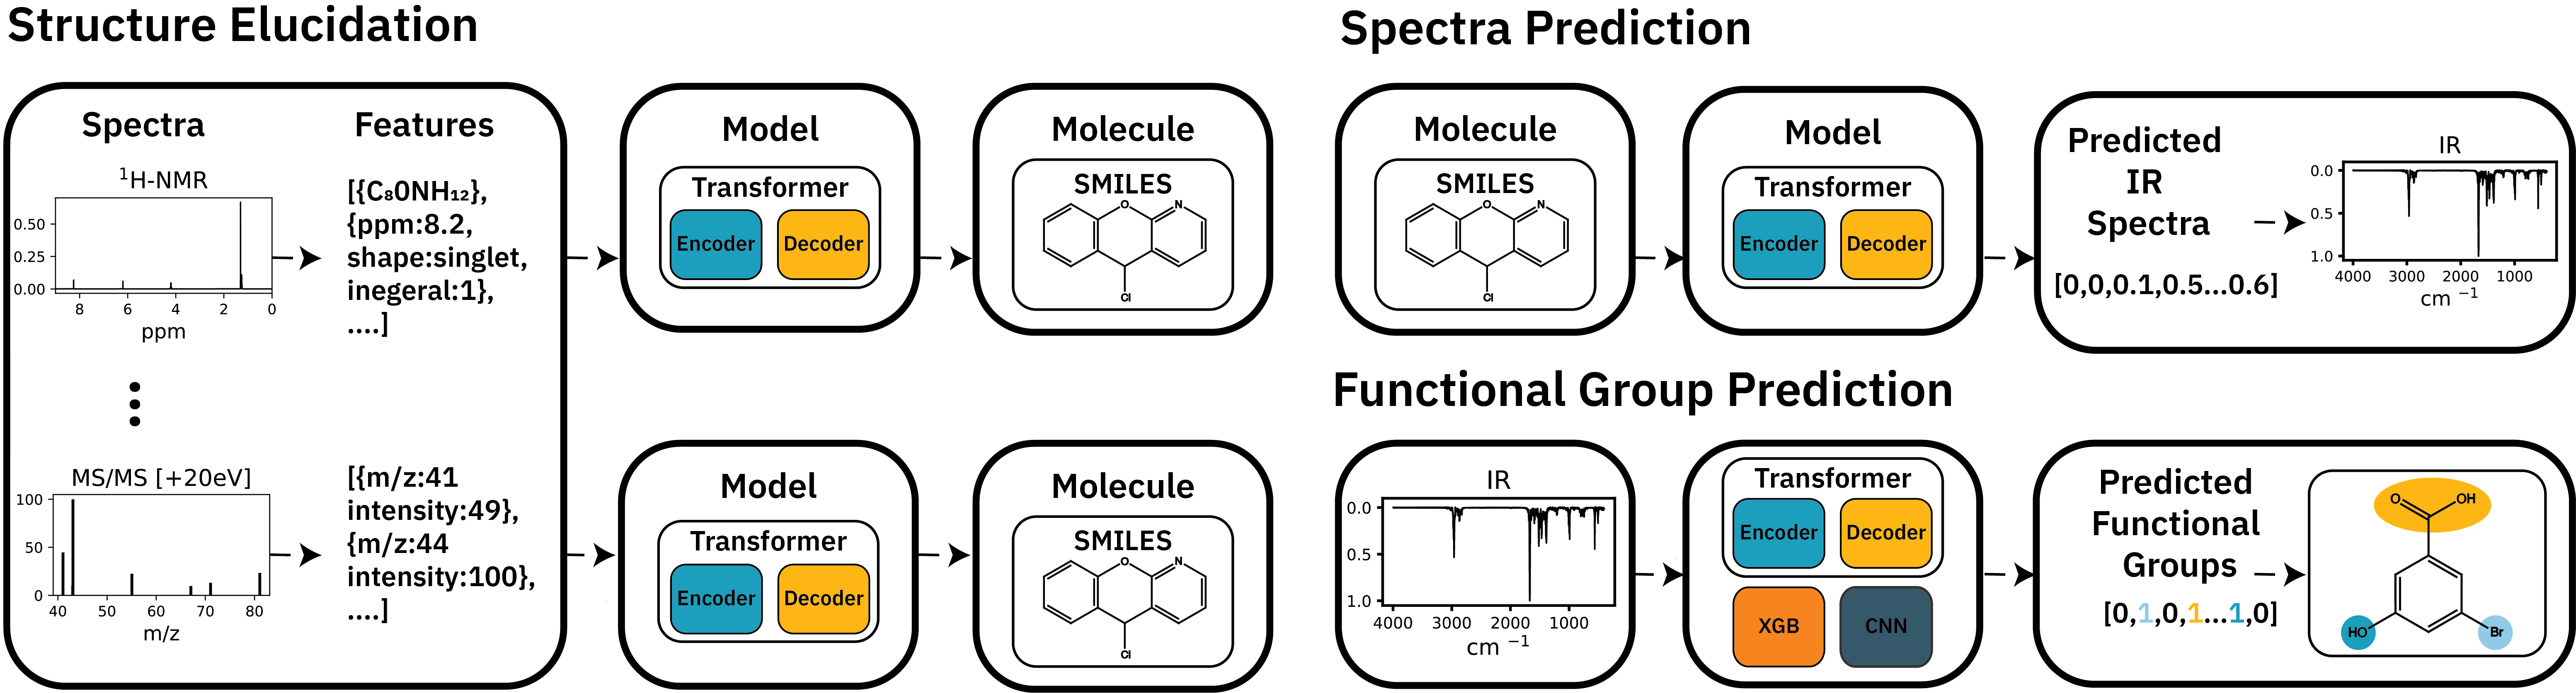 Structure Elucidation
Spectra
Features
¹H-NMR
0.50
0.25
0.00
8 6 4 2 0
ppm
[{C₈0NH₁₂},
{ppm:8.2,
shape:singlet,
inegeral:1},
....]
MS/MS [+20eV]
100
50
0
40 50 60 70 80
m/z
[{m/z:41
intensity:49},
{m/z:44
intensity:100},
....]
Model
Transformer
Encoder
Decoder
Molecule
SMILES
O
N
Cl
Model
Transformer
Encoder
Decoder
Molecule
SMILES
O
N
Cl
Spectra Prediction
Molecule
SMILES
O
N
Cl
Model
Transformer
Encoder
Decoder
Predicted
IR
Spectra
[0,0,0.1,0.5...0.6]
IR
0.0
0.5
1.0
4000 3000 2000 1000
cm ⁻¹
Functional Group Prediction
IR
0.0
0.5
1.0
4000 3000 2000 1000
cm ⁻¹
Transformer
Encoder
Decoder
XGB
CNN
Predicted
Functional
Groups
[0,1,0,1...1,0]
O
OH
HO
Br